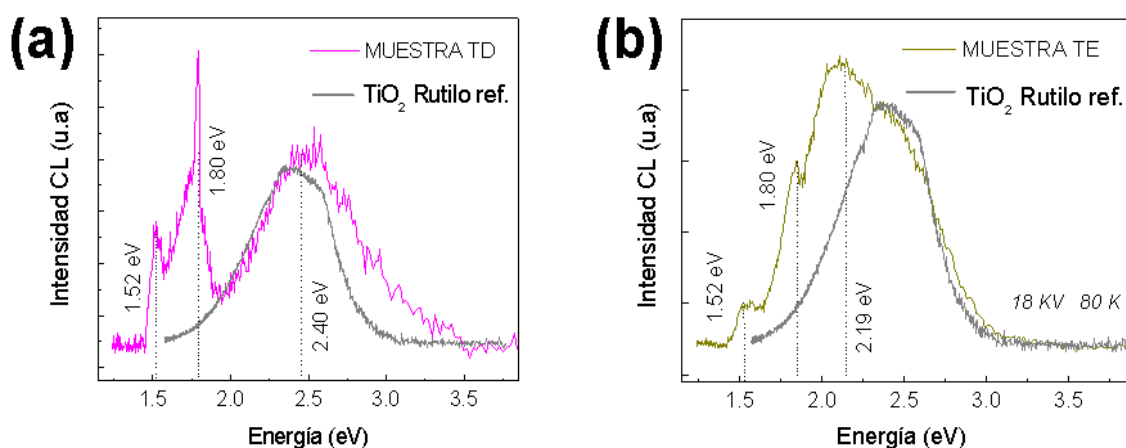 (a)
MUESTRA TD
TiO2 Rutilo ref.
Intensidad CL (u.a)
1.52 eV
1.80 eV
2.40 eV
1.5 2.0 2.5 3.0 3.5
Energía (eV)
(b)
MUESTRA TE
TiO2 Rutilo ref.
Intensidad CL (u.a)
1.52 eV
1.80 eV
2.19 eV
18 KV 80 K
1.5 2.0 2.5 3.0 3.5
Energía (eV)